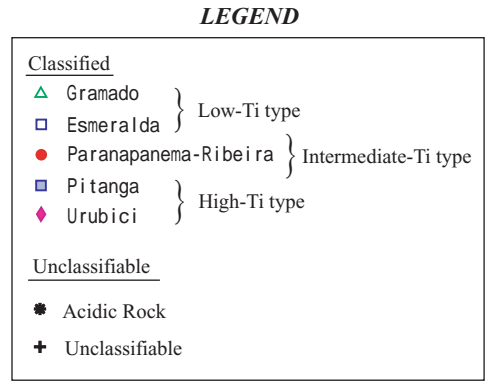 LEGEND
Classified
Gramado
Low-Ti type
Esmeralda
Paranapanema-Ribeira
Intermediate-Ti type
Pitanga
High-Ti type
Urubici
Unclassifiable
Acidic Rock
Unclassifiable